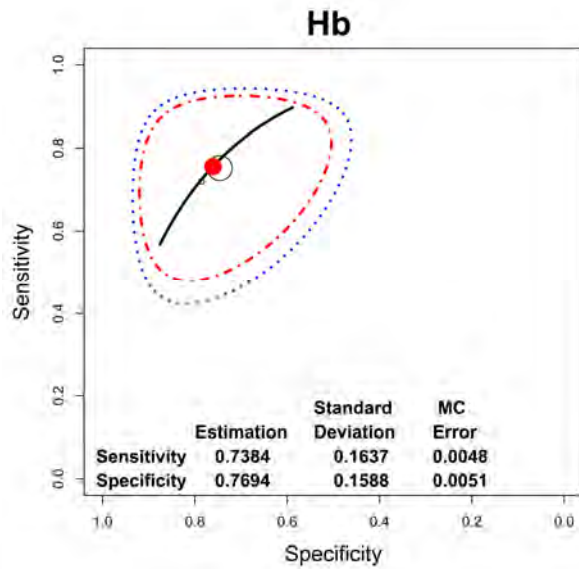 Hb
1.0
0.8
0.6
0.4
0.2
0.0
Sensitivity
Standard MC
Estimation Deviation Error
Sensitivity 0.7384 0.1637 0.0048
Specificity 0.7694 0.1588 0.0051
1.0 0.8 0.6 0.4 0.2 0.0
Specificity